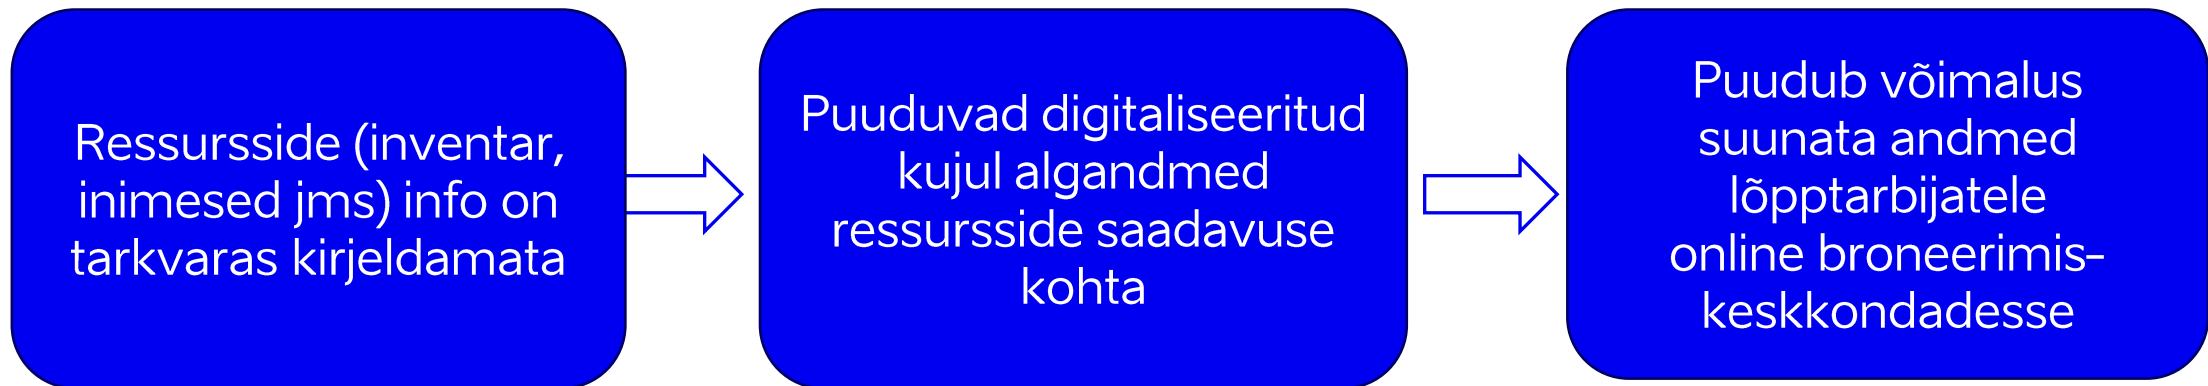 Ressursside (inventar,
inimesed jms) info on
tarkvaras kirjeldamata
Puuduvad digitaliseeritud
kujul algandmed
ressursside saadavuse
kohta
Puudub võimalus
suunata andmed
lõpptarbijatele
online broneerimis-
keskkondadesse